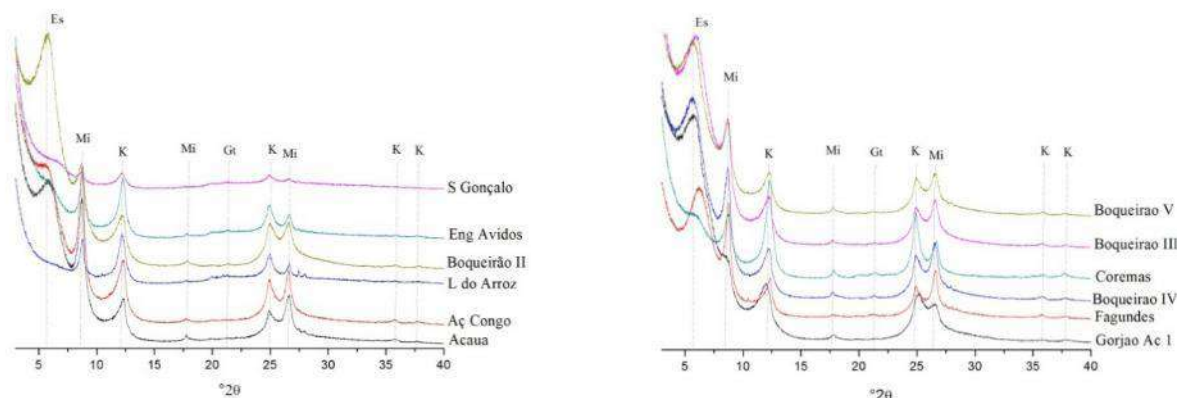 Es
Mi
K
Mi
Gt
K
Mi
K
K
S Gonçalo
Eng Avidos
Boqueirão II
L do Arroz
Aç Congo
Acaua
5 10 15 20 25 30 35 40
°2θ
Es
Mi
K
Mi
Gt
K
Mi
K
K
Boqueirao V
Boqueirao III
Coremas
Boqueirao IV
Fagundes
Gorjao Ac 1
5 10 15 20 25 30 35 40
°2θ